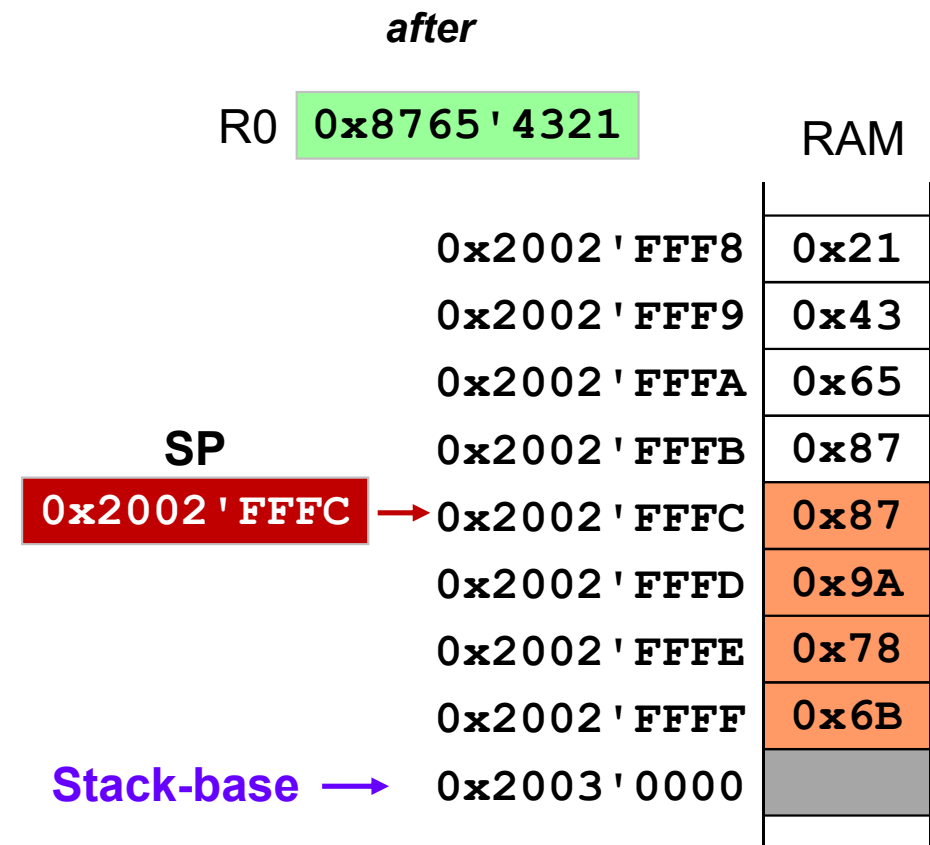 after
R0 0x8765'4321
RAM
0x2002'FFF8 0x21
0x2002'FFF9 0x43
0x2002'FFFA 0x65
SP
0x2002'FFFB 0x87
0x2002'FFFC 0x2002'FFFC 0x87
0x2002'FFFD 0x9A
0x2002'FFFE 0x78
0x2002'FFFF 0x6B
Stack-base 0x2003'0000